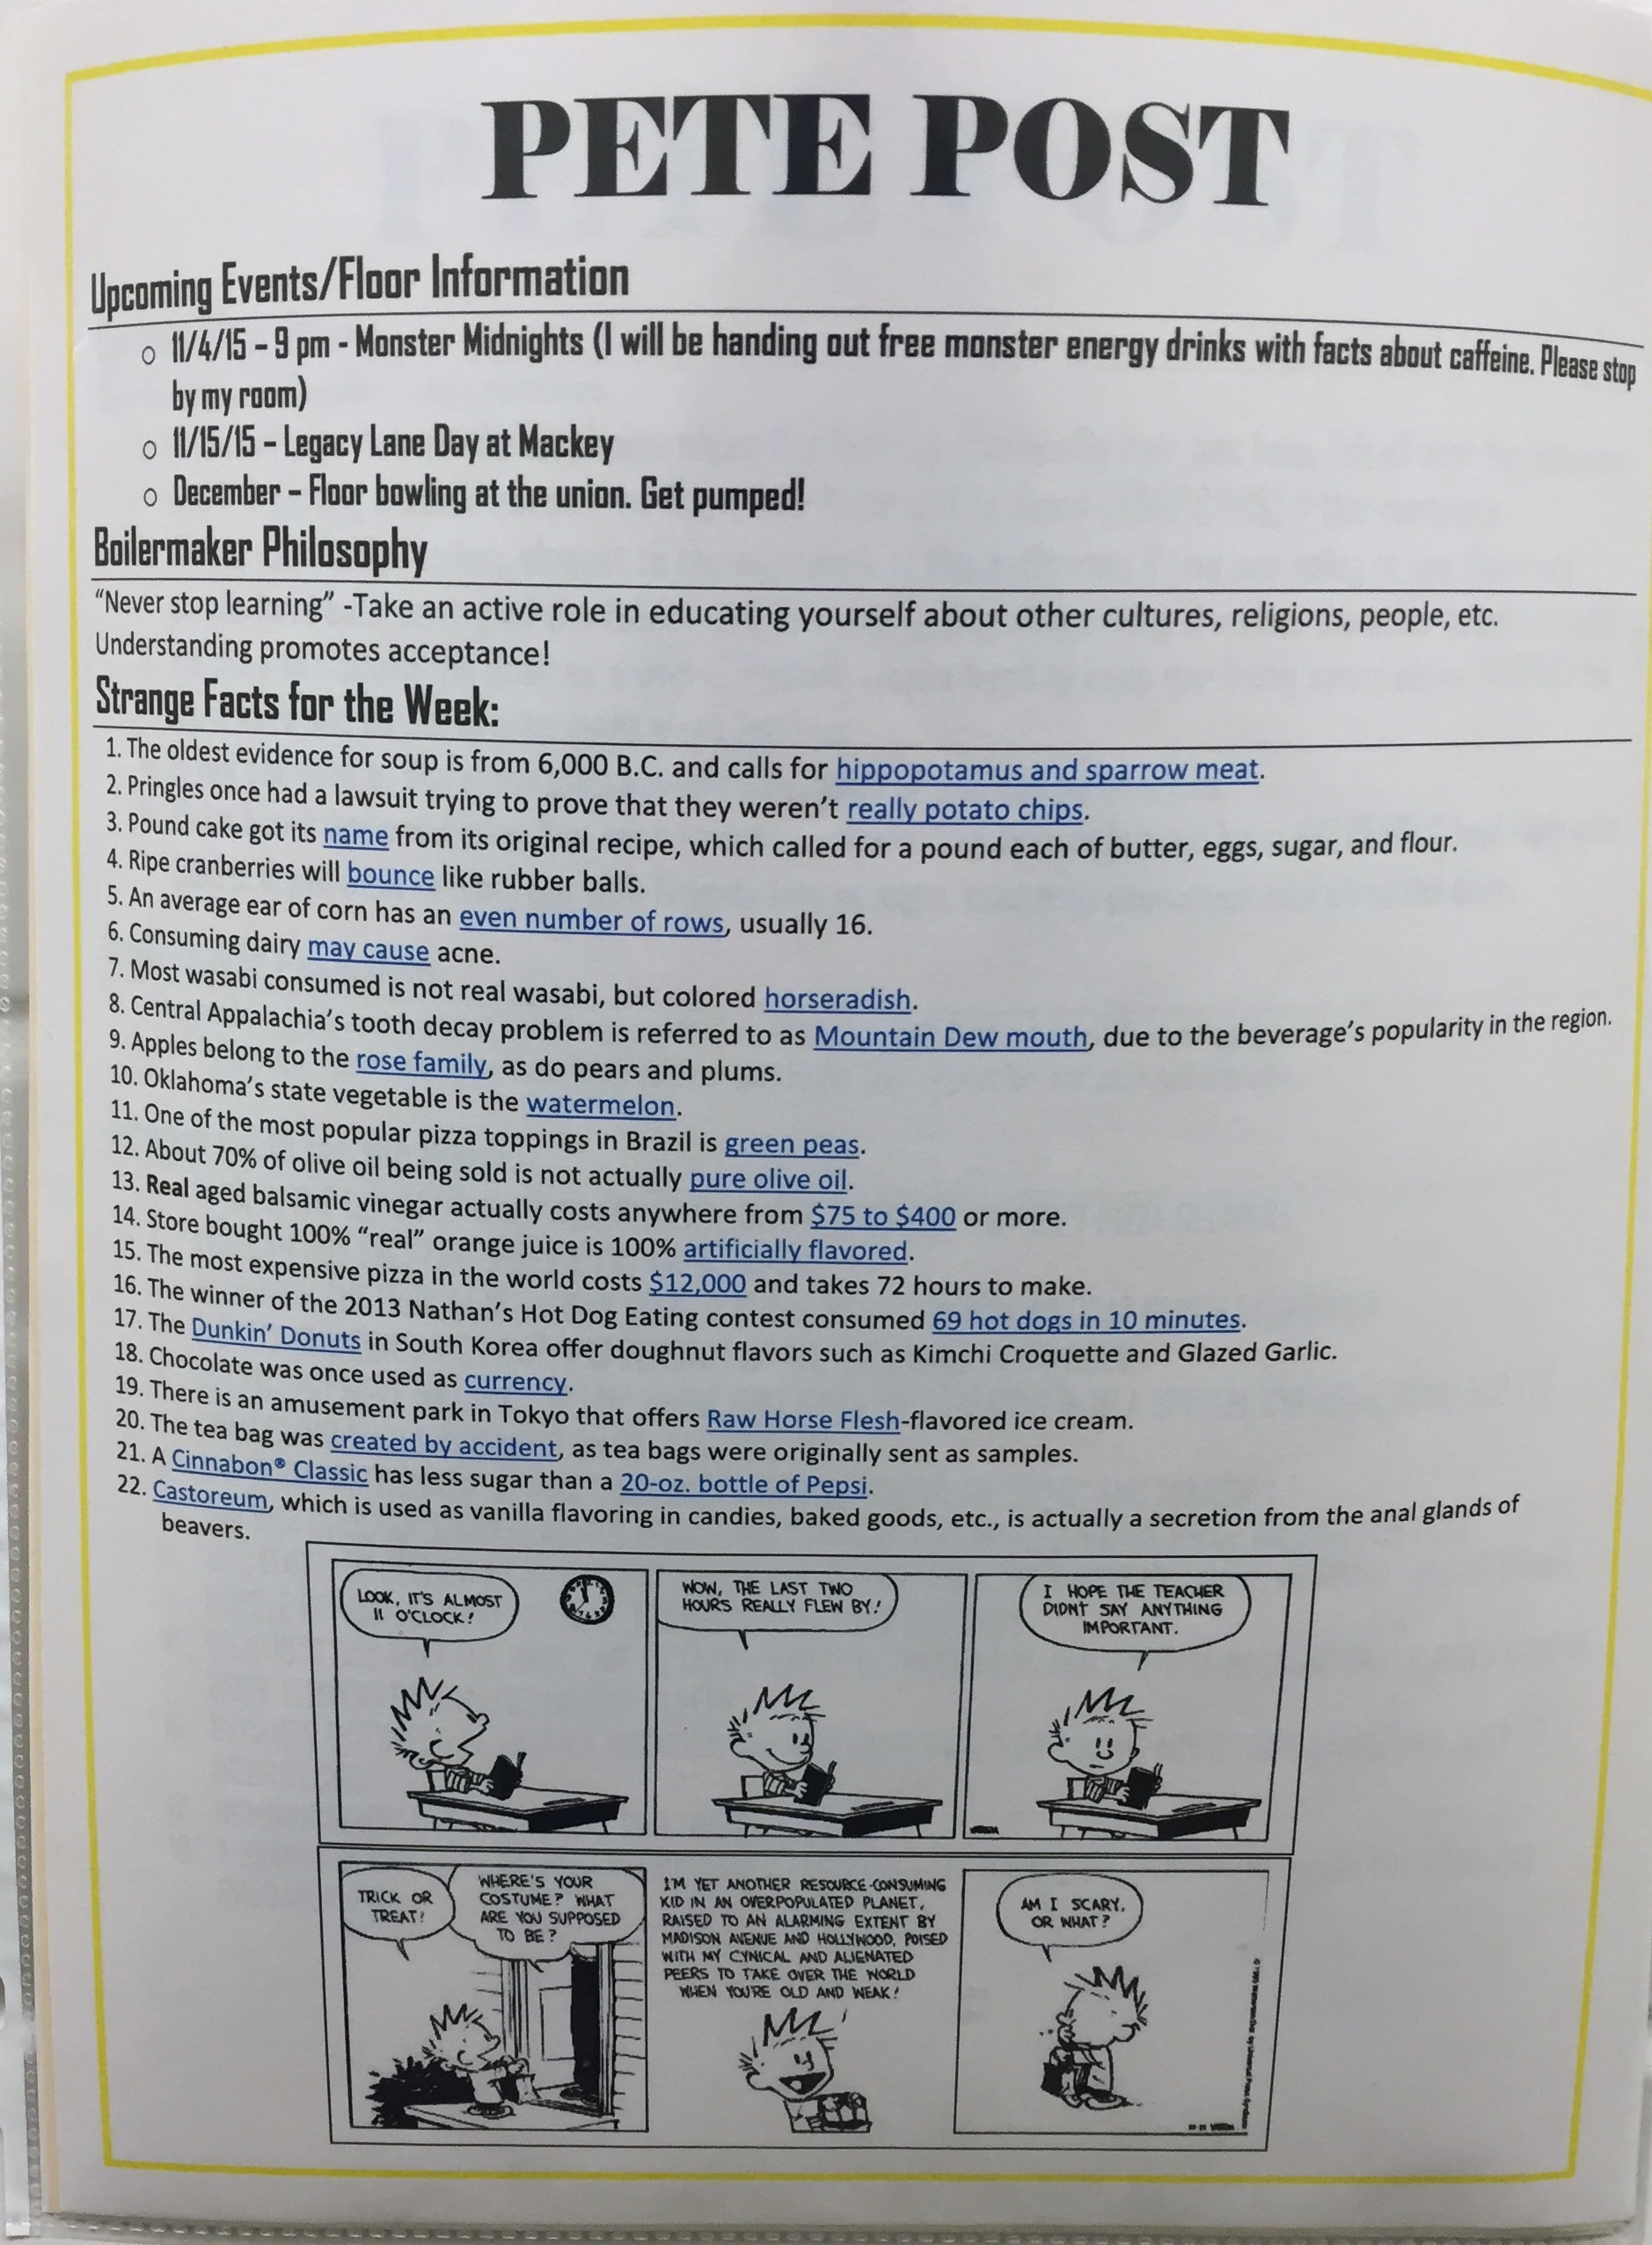 PETE POST
Upcoming Events/Floor Information
o 11/4/15 – 9 pm - Monster Midnights (I will be handing out free monster energy drinks with facts about caffeine. Please stop
by my room)
o 11/15/15 – Legacy Lane Day at Mackey
o December – Floor bowling at the union. Get pumped!
Boilermaker Philosophy
“Never stop learning” -Take an active role in educating yourself about other cultures, religions, people, etc.
Understanding promotes acceptance!
Strange Facts for the Week:
1. The oldest evidence for soup is from 6,000 B.C. and calls for hippopotamus and sparrow meat.
2. Pringles once had a lawsuit trying to prove that they weren’t really potato chips.
3. Pound cake got its name from its original recipe, which called for a pound each of butter, eggs, sugar, and flour.
4. Ripe cranberries will bounce like rubber balls.
5. An average ear of corn has an even number of rows, usually 16.
6. Consuming dairy may cause acne.
7. Most wasabi consumed is not real wasabi, but colored horseradish.
8. Central Appalachia’s tooth decay problem is referred to as Mountain Dew mouth, due to the beverage’s popularity in the region.
9. Apples belong to the rose family, as do pears and plums.
10. Oklahoma’s state vegetable is the watermelon.
11. One of the most popular pizza toppings in Brazil is green peas.
12. About 70% of olive oil being sold is not actually pure olive oil.
13. Real aged balsamic vinegar actually costs anywhere from $75 to $400 or more.
14. Store bought 100% “real” orange juice is 100% artificially flavored.
15. The most expensive pizza in the world costs $12,000 and takes 72 hours to make.
16. The winner of the 2013 Nathan’s Hot Dog Eating contest consumed 69 hot dogs in 10 minutes.
17. The Dunkin’ Donuts in South Korea offer doughnut flavors such as Kimchi Croquette and Glazed Garlic.
18. Chocolate was once used as currency.
19. There is an amusement park in Tokyo that offers Raw Horse Flesh-flavored ice cream.
20. The tea bag was created by accident, as tea bags were originally sent as samples.
21. A Cinnabon® Classic has less sugar than a 20-oz. bottle of Pepsi.
22. Castoreum, which is used as vanilla flavoring in candies, baked goods, etc., is actually a secretion from the anal glands of
beavers.
LOOK, IT'S ALMOST
11 O'CLOCK!
WOW, THE LAST TWO
HOURS REALLY FLEW BY!
I HOPE THE TEACHER
DIDNT SAY ANYTHING
IMPORTANT.
TRICK OR
TREAT!
WHERE'S YOUR
COSTUME? WHAT
ARE YOU SUPPOSED
TO BE?
I'M YET ANOTHER RESOURCE-CONSUMING
KID IN AN OVERPOPULATED PLANET,
RAISED TO AN ALARMING EXTENT BY
MADISON AVENUE AND HOLLYWOOD, POISED
WITH MY CYNICAL AND ALIENATED
PEERS TO TAKE OVER THE WORLD
WHEN YOU'RE OLD AND WEAK!
AM I SCARY,
OR WHAT?